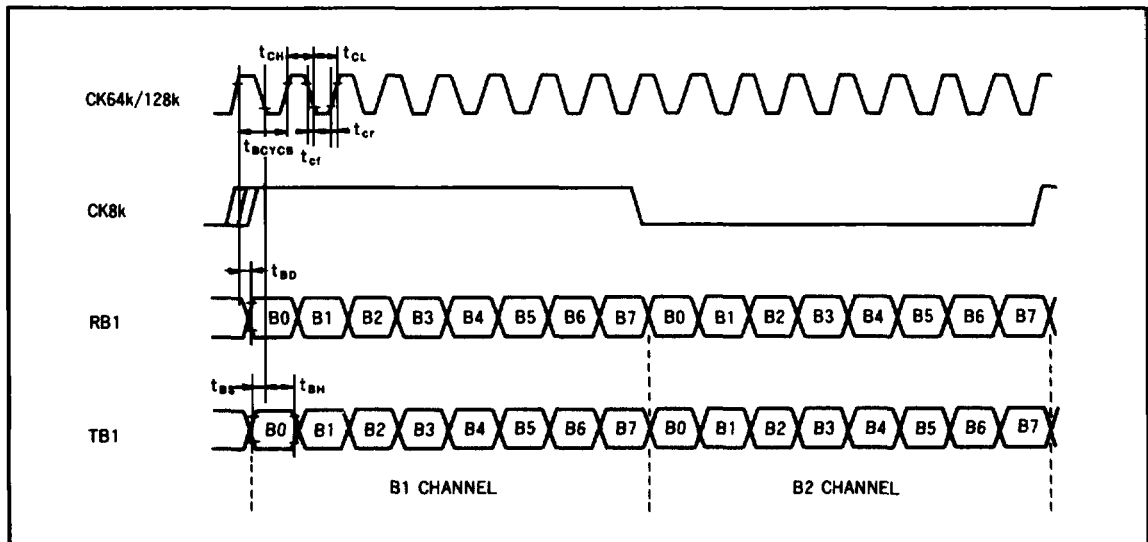 tCH tCL
CK64k/128k
tBCYCB tcf tcr
CK8k
tBD
RB1 B0 B1 B2 B3 B4 B5 B6 B7 B0 B1 B2 B3 B4 B5 B6 B7
tBS tBH
TB1 B0 B1 B2 B3 B4 B5 B6 B7 B0 B1 B2 B3 B4 B5 B6 B7
B1 CHANNEL B2 CHANNEL